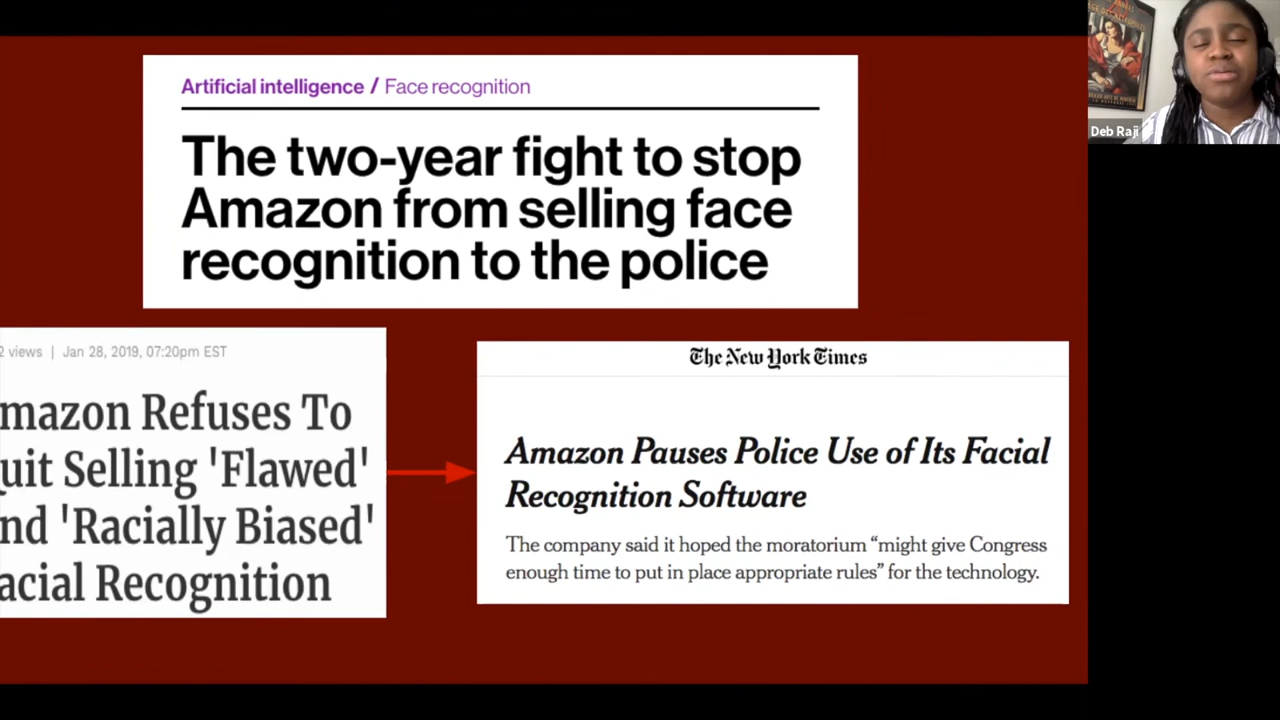 Artificial intelligence / Face recognition
The two-year fight to stop
Amazon from selling face
recognition to the police
2 views | Jan 28, 2019, 07:20pm EST
mazon Refuses To
uit Selling 'Flawed'
nd 'Racially Biased'
acial Recognition
The New York Times
Amazon Pauses Police Use of Its Facial
Recognition Software
The company said it hoped the moratorium “might give Congress
enough time to put in place appropriate rules” for the technology.
Deb Raji